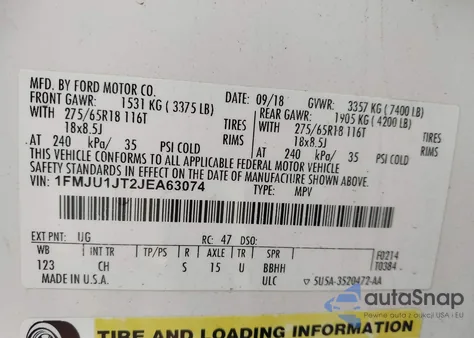 MFD. BY FORD MOTOR CO.
DATE: 09/18 GVWR: 3357 KG (7400 LB)
FRONT GAWR: 1531 KG (3375 LB) REAR GAWR: 1905 KG (4200 LB)
WITH 275/65R18 116T TIRES WITH 275/65R18 116T TIRES
18x8.5J RIMS 18x8.5J
AT 240 kPa/ 35 PSI COLD AT 240 kPa/ 35 PSI COLD
THIS VEHICLE CONFORMS TO ALL APPLICABLE FEDERAL MOTOR VEHICLE
SAFETY STANDARDS IN EFFECT ON THE DATE OF MANUFACTURE SHOWN ABOVE.
VIN: 1FMJU1JT2JEA63074
TYPE: MPV
EXT PNT: UG RC: 47 DSO:
WB INT TR TP/PS R AXLE TR SPR F0214
123 CH S 15 U BBHH T0384
MADE IN U.S.A. ULC ▽ 5U5A-3520472-AA
autoSnap
Pewne auta z aukcji USA i EU
TIRE AND LOADING INFORMATION